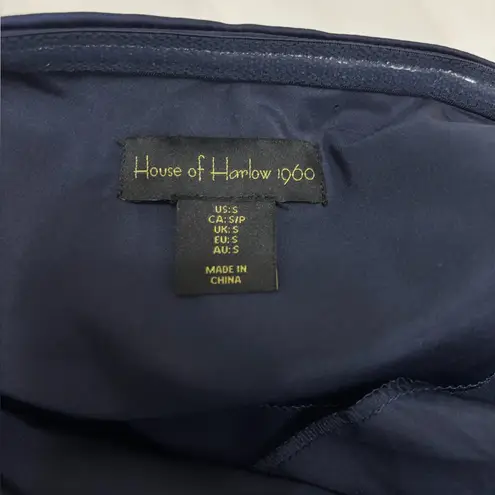 House of Harlow 1960
US:S
CA:S/P
UK:S
EU:S
AU:S
MADE IN
CHINA